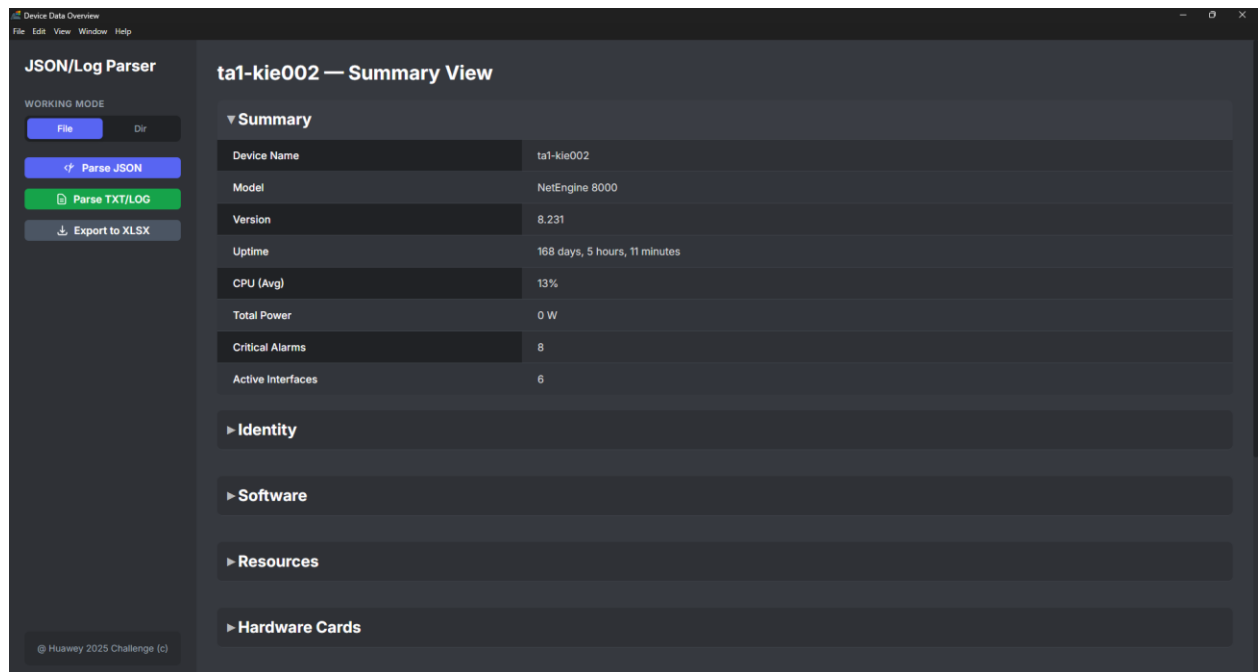 Device Data Overview
File Edit View Window Help
JSON/Log Parser
WORKING MODE
File Dir
Parse JSON
Parse TXT/LOG
Export to XLSX
@ Huawey 2025 Challenge (c)
ta1-kie002 — Summary View
Summary
Device Name ta1-kie002
Model NetEngine 8000
Version 8.231
Uptime 168 days, 5 hours, 11 minutes
CPU (Avg) 13%
Total Power 0 W
Critical Alarms 8
Active Interfaces 6
Identity
Software
Resources
Hardware Cards